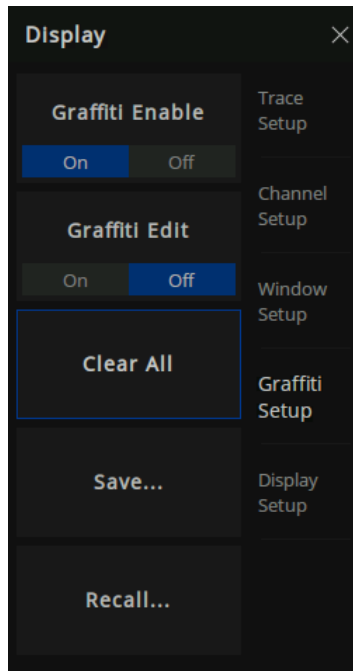 Display
Graffiti Enable
On Off
Graffiti Edit
On Off
Clear All
Save...
Recall...
Trace
Setup
Channel
Setup
Window
Setup
Graffiti
Setup
Display
Setup